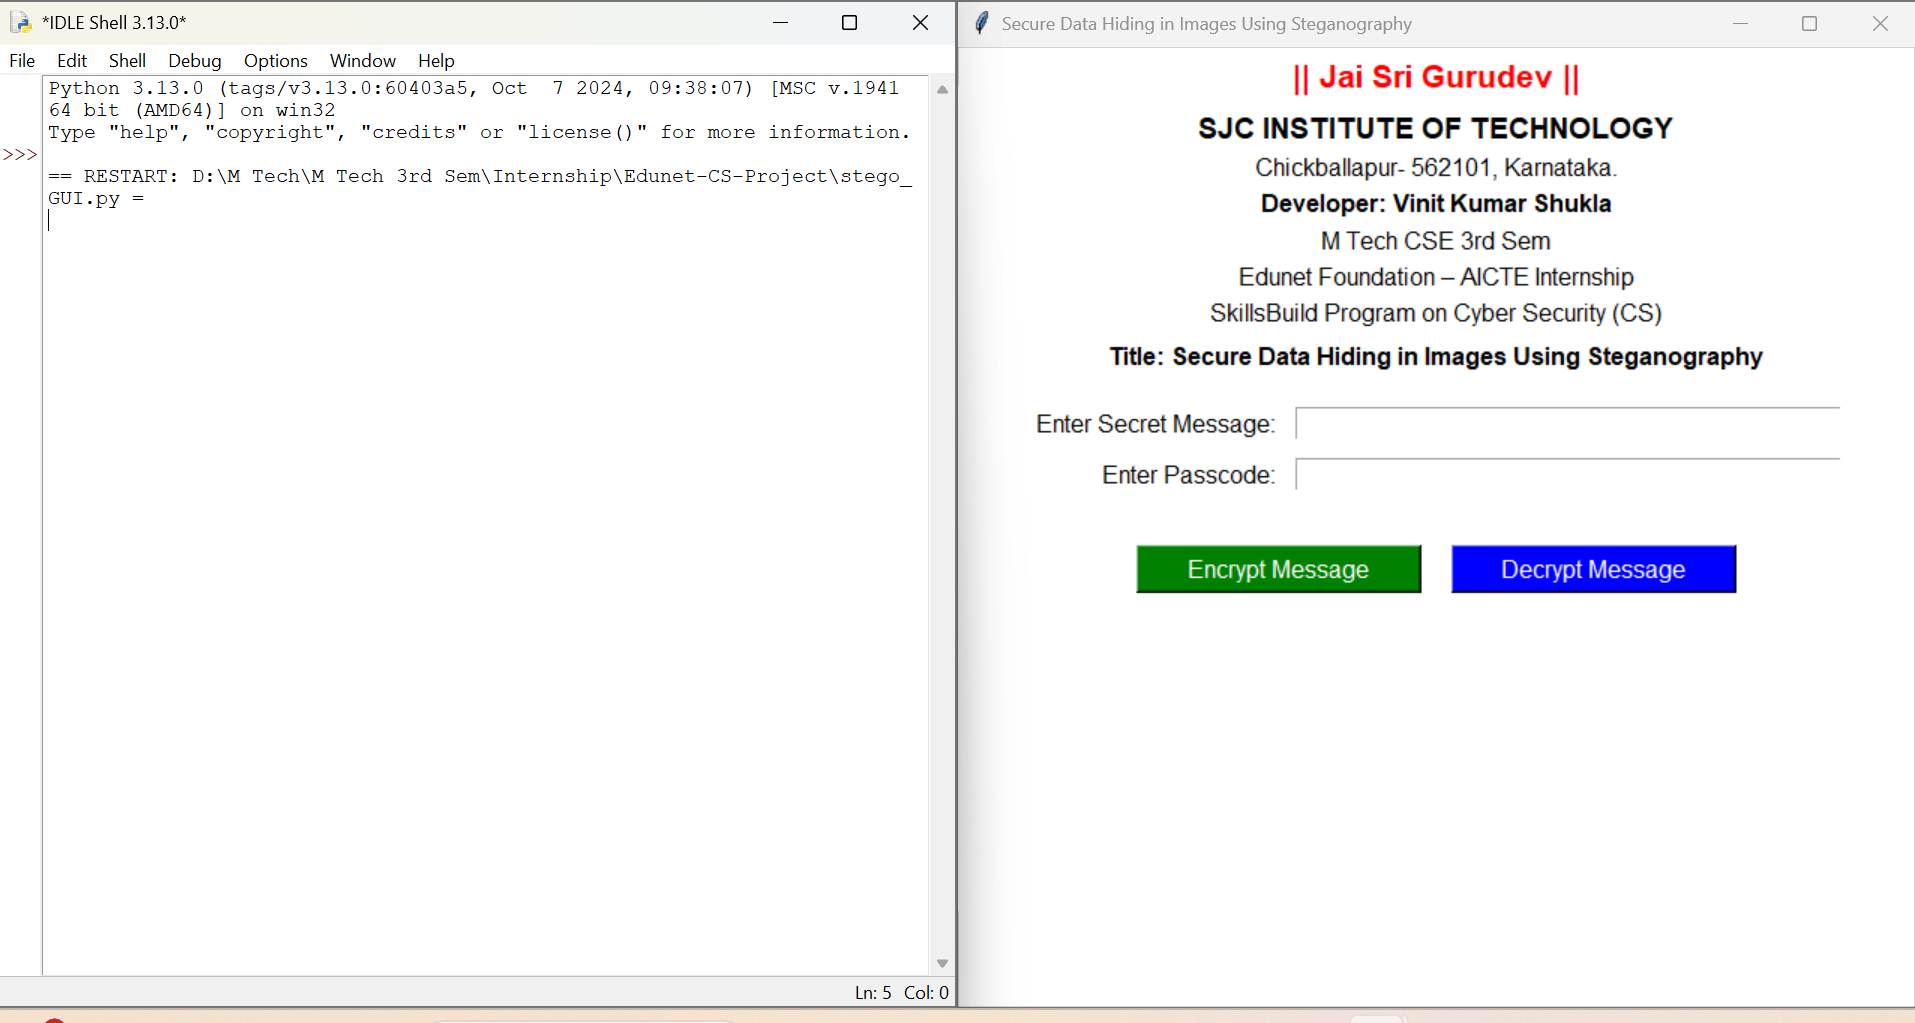 *IDLE Shell 3.13.0*
File Edit Shell Debug Options Window Help
Python 3.13.0 (tags/v3.13.0:60403a5, Oct  7 2024, 09:38:07) [MSC v.1941
64 bit (AMD64)] on win32
Type "help", "copyright", "credits" or "license()" for more information.
>>>
== RESTART: D:\M Tech\M Tech 3rd Sem\Internship\Edunet-CS-Project\stego_
GUI.py =
Ln: 5 Col: 0
Secure Data Hiding in Images Using Steganography
|| Jai Sri Gurudev ||
SJC INSTITUTE OF TECHNOLOGY
Chickballapur- 562101, Karnataka.
Developer: Vinit Kumar Shukla
M Tech CSE 3rd Sem
Edunet Foundation – AICTE Internship
SkillsBuild Program on Cyber Security (CS)
Title: Secure Data Hiding in Images Using Steganography
Enter Secret Message:
Enter Passcode:
Encrypt Message Decrypt Message